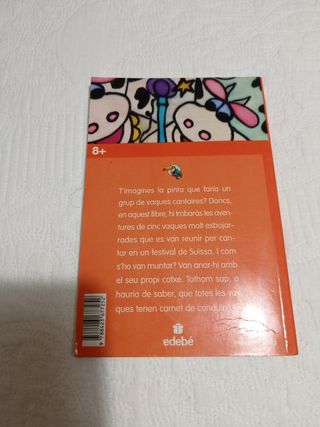 8+
T'imagines la pinta que faria un
grup de vaques cantaires? Doncs,
en aquest llibre, hi trobaràs les aven-
tures de cinc vaques molt esbojar-
rades que es van reunir per can-
tar en un festival de Suïssa. I com
s'ho van muntar? Van anar-hi amb
el seu propi cotxe. Tothom sap, o
hauria de saber, que totes les va-
ques tenen carnet de conduir.
edebé